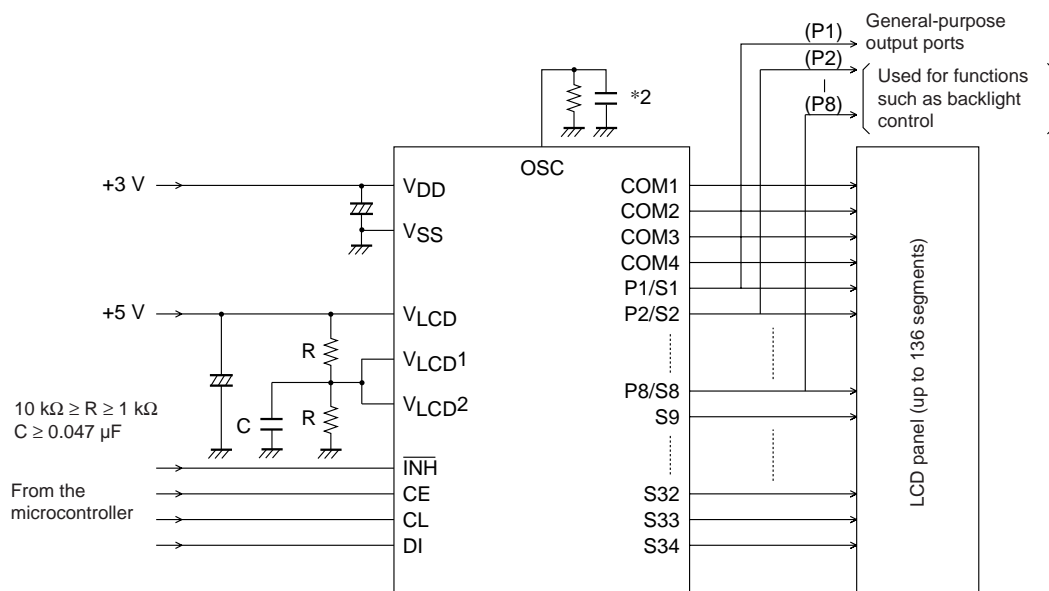 (P1)
General-purpose
output ports
(P2)
(P8)
Used for functions
such as backlight
control
*2
OSC
+3 V
VDD
VSS
+5 V
VLCD
R
VLCD1
VLCD2
C
R
10 kΩ ≥ R ≥ 1 kΩ
C ≥ 0.047 µF
From the
microcontroller
INH
CE
CL
DI
COM1
COM2
COM3
COM4
P1/S1
P2/S2
P8/S8
S9
S32
S33
S34
LCD panel (up to 136 segments)